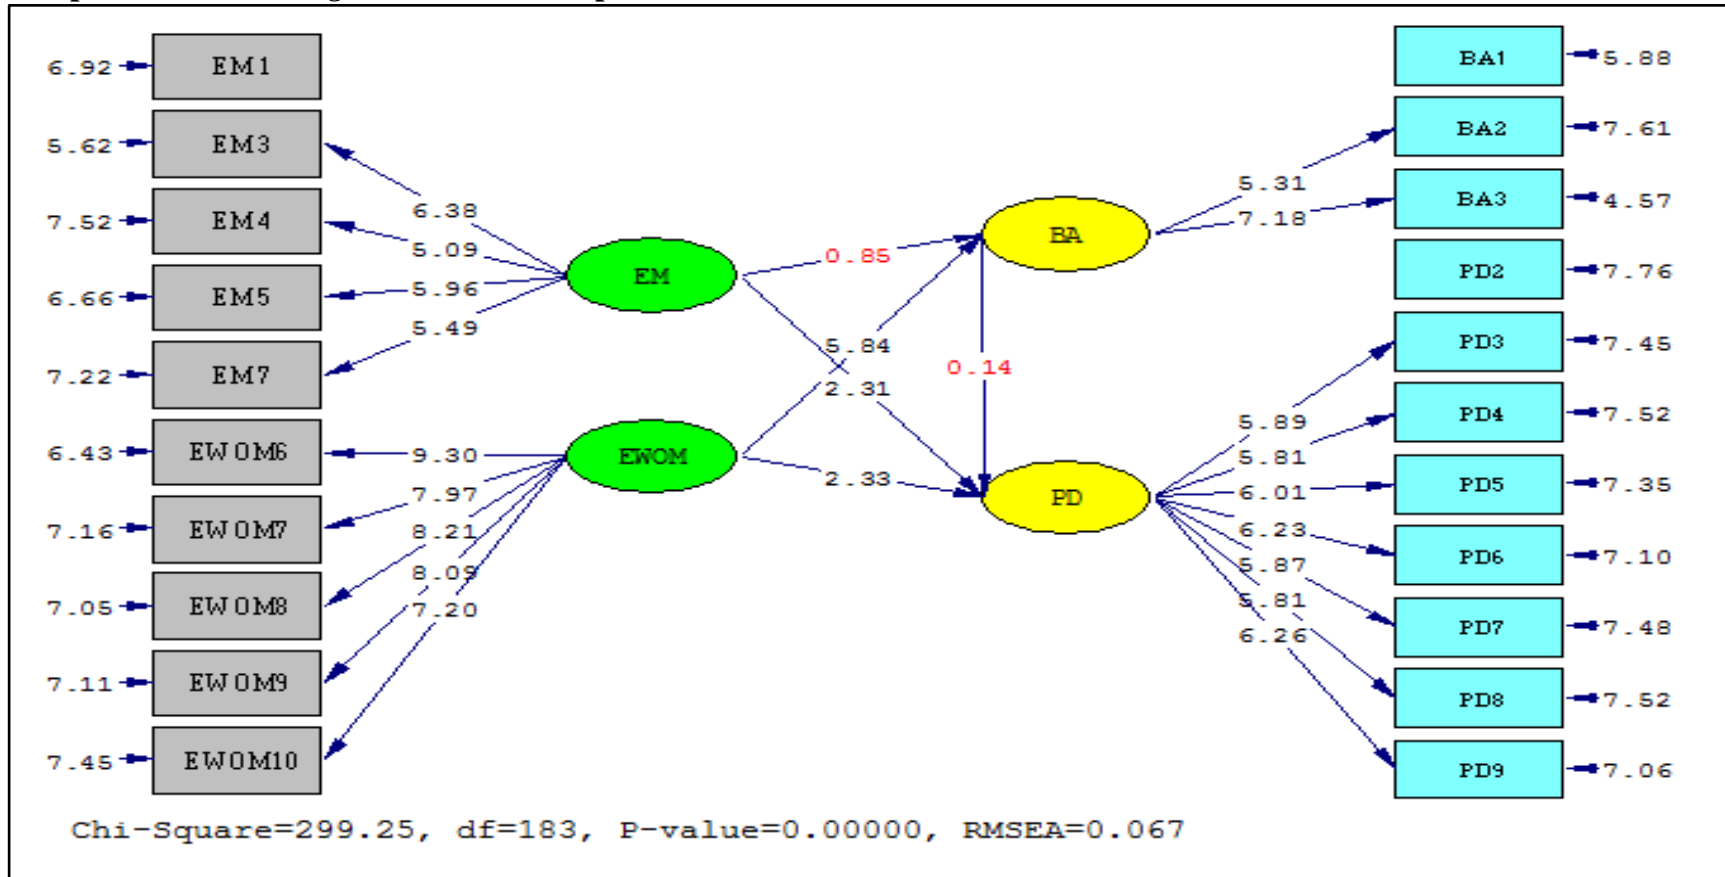 6.92 EM1
5.62 EM3
7.52 EM4
6.66 EM5
7.22 EM7
6.43 EWOM6
7.16 EWOM7
7.05 EWOM8
7.11 EWOM9
7.45 EWOM10
6.38
5.09
5.96
5.49
9.30
7.97
8.21
8.09
7.20
EM
EWOM
0.85
5.84
2.31
2.33
0.14
BA
PD
5.31
7.18
5.89
5.81
6.01
6.23
5.87
5.81
6.26
BA1 5.88
BA2 7.61
BA3 4.57
PD2 7.76
PD3 7.45
PD4 7.52
PD5 7.35
PD6 7.10
PD7 7.48
PD8 7.52
PD9 7.06
Chi-Square=299.25, df=183, P-value=0.00000, RMSEA=0.067